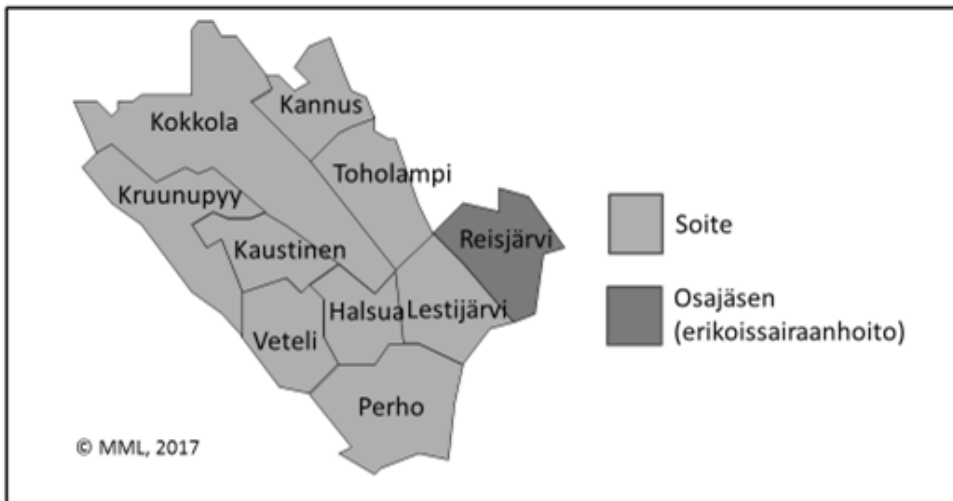 Kannus
Kokkola
Toholampi
Kruunupyy
Reisjärvi
Kaustinen
Halsua
Lestijärvi
Veteli
Perho
© MML, 2017
Soite
Osajäsen
(erikoissairaanhoito)